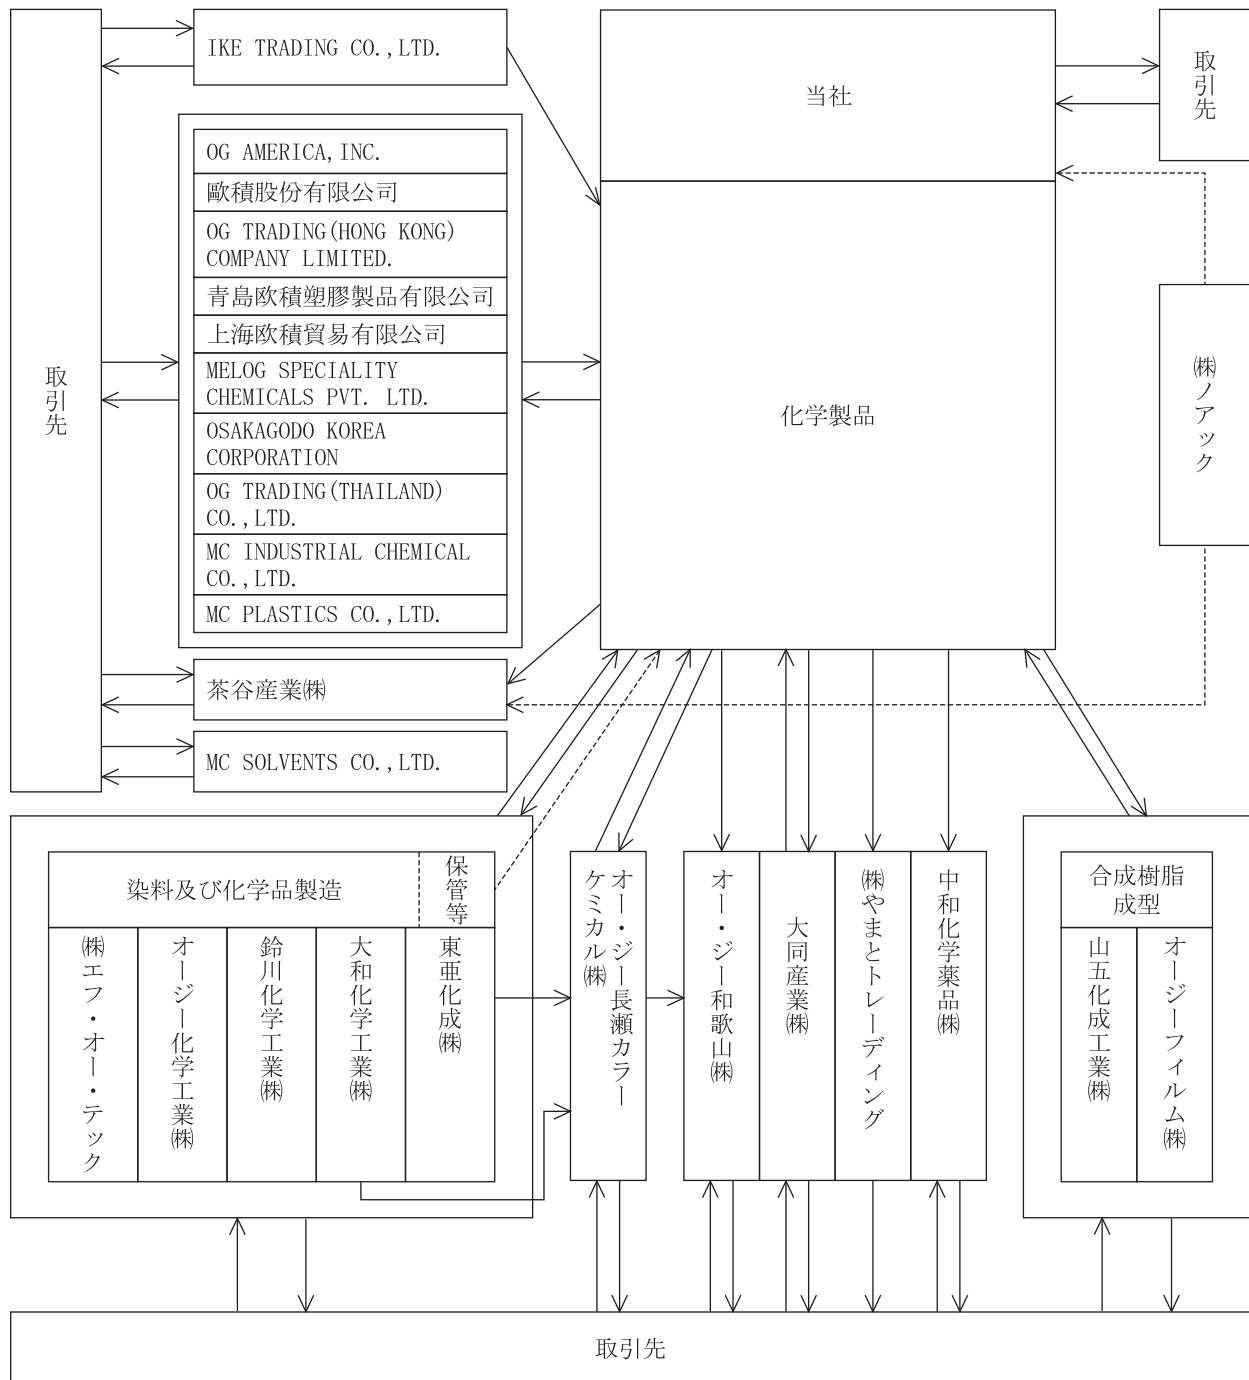 取引先
IKE TRADING CO.,LTD.
OG AMERICA,INC.
歐積股份有限公司
OG TRADING(HONG KONG)
COMPANY LIMITED.
青島欧積塑膠製品有限公司
上海欧積貿易有限公司
MELOG SPECIALITY
CHEMICALS PVT. LTD.
OSAKAGODO KOREA
CORPORATION
OG TRADING(THAILAND)
CO.,LTD.
MC INDUSTRIAL CHEMICAL
CO.,LTD.
MC PLASTICS CO.,LTD.
茶谷産業㈱
MC SOLVENTS CO.,LTD.
当社
化学製品
取引先
㈱ノアック
染料及び化学品製造
保管等
㈱エフ・オー・テック
オージー化学工業㈱
鈴川化学工業㈱
大和化学工業㈱
東亜化成㈱
オー・ジー長瀬カラー
ケミカル㈱
オー・ジー和歌山㈱
大同産業㈱
㈱やまとトレーディング
中和化学薬品㈱
合成樹脂
成型
山五化成工業㈱
オージーフィルム㈱
取引先